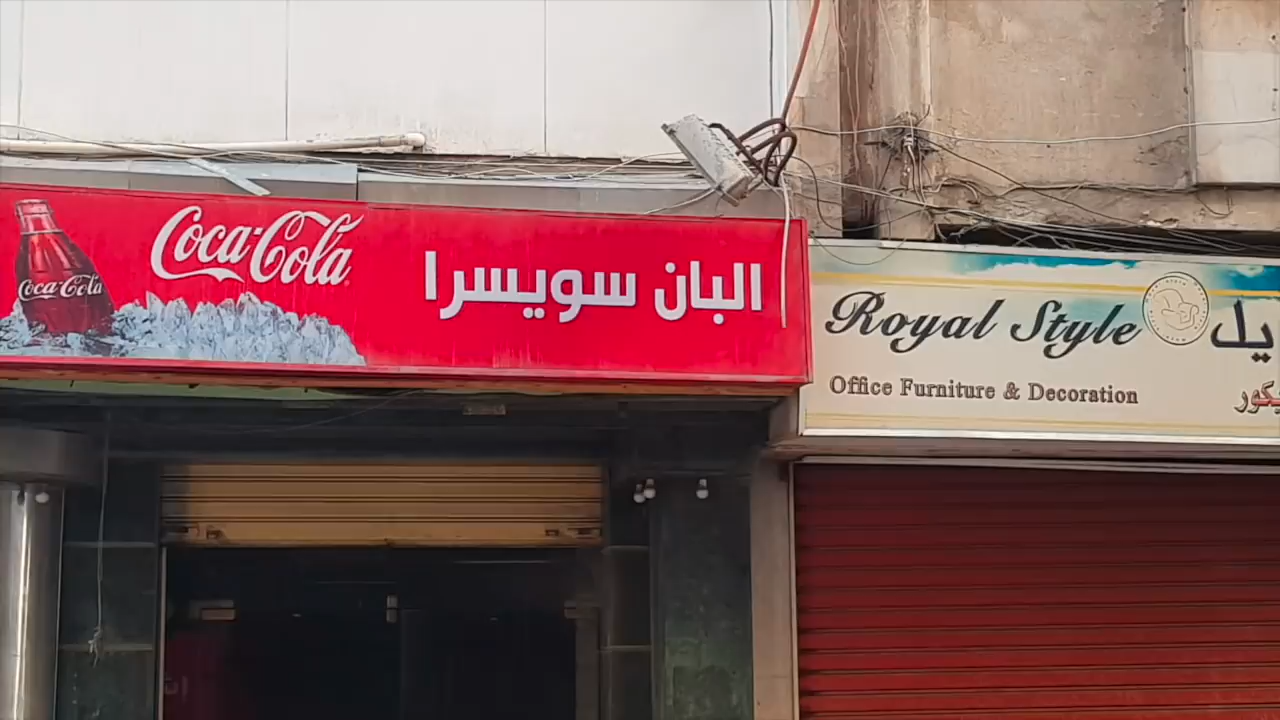 Coca-Cola
Coca-Cola
البان سويسرا
Royal Style
Office Furniture & Decoration